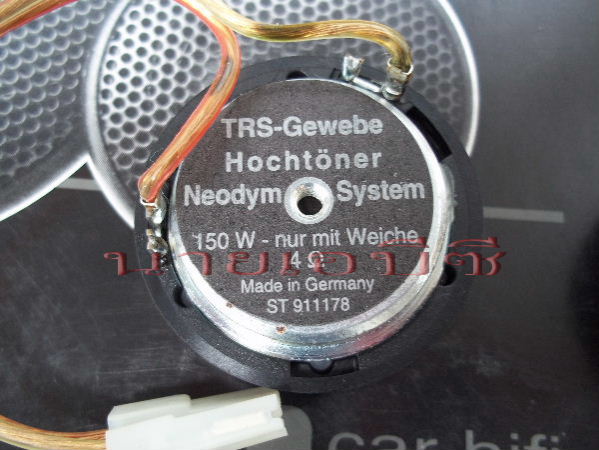 TRS-Gewebe
Hochtöner
Neodym System
150 W - nur mit Weiche
4 Ω
นายเอบีซี
Made in Germany
ST 911178
car hifi